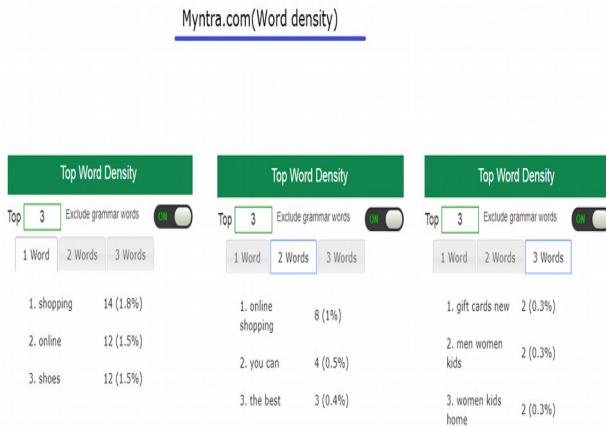 Myntra.com(Word density)
Top Word Density
Top 3 Exclude grammar words ON
1 Word 2 Words 3 Words
1. shopping 14 (1.8%)
2. online 12 (1.5%)
3. shoes 12 (1.5%)
Top Word Density
Top 3 Exclude grammar words ON
1 Word 2 Words 3 Words
1. online
shopping 8 (1%)
2. you can 4 (0.5%)
3. the best 3 (0.4%)
Top Word Density
Top 3 Exclude grammar words ON
1 Word 2 Words 3 Words
1. gift cards new 2 (0.3%)
2. men women
kids 2 (0.3%)
3. women kids
home 2 (0.3%)